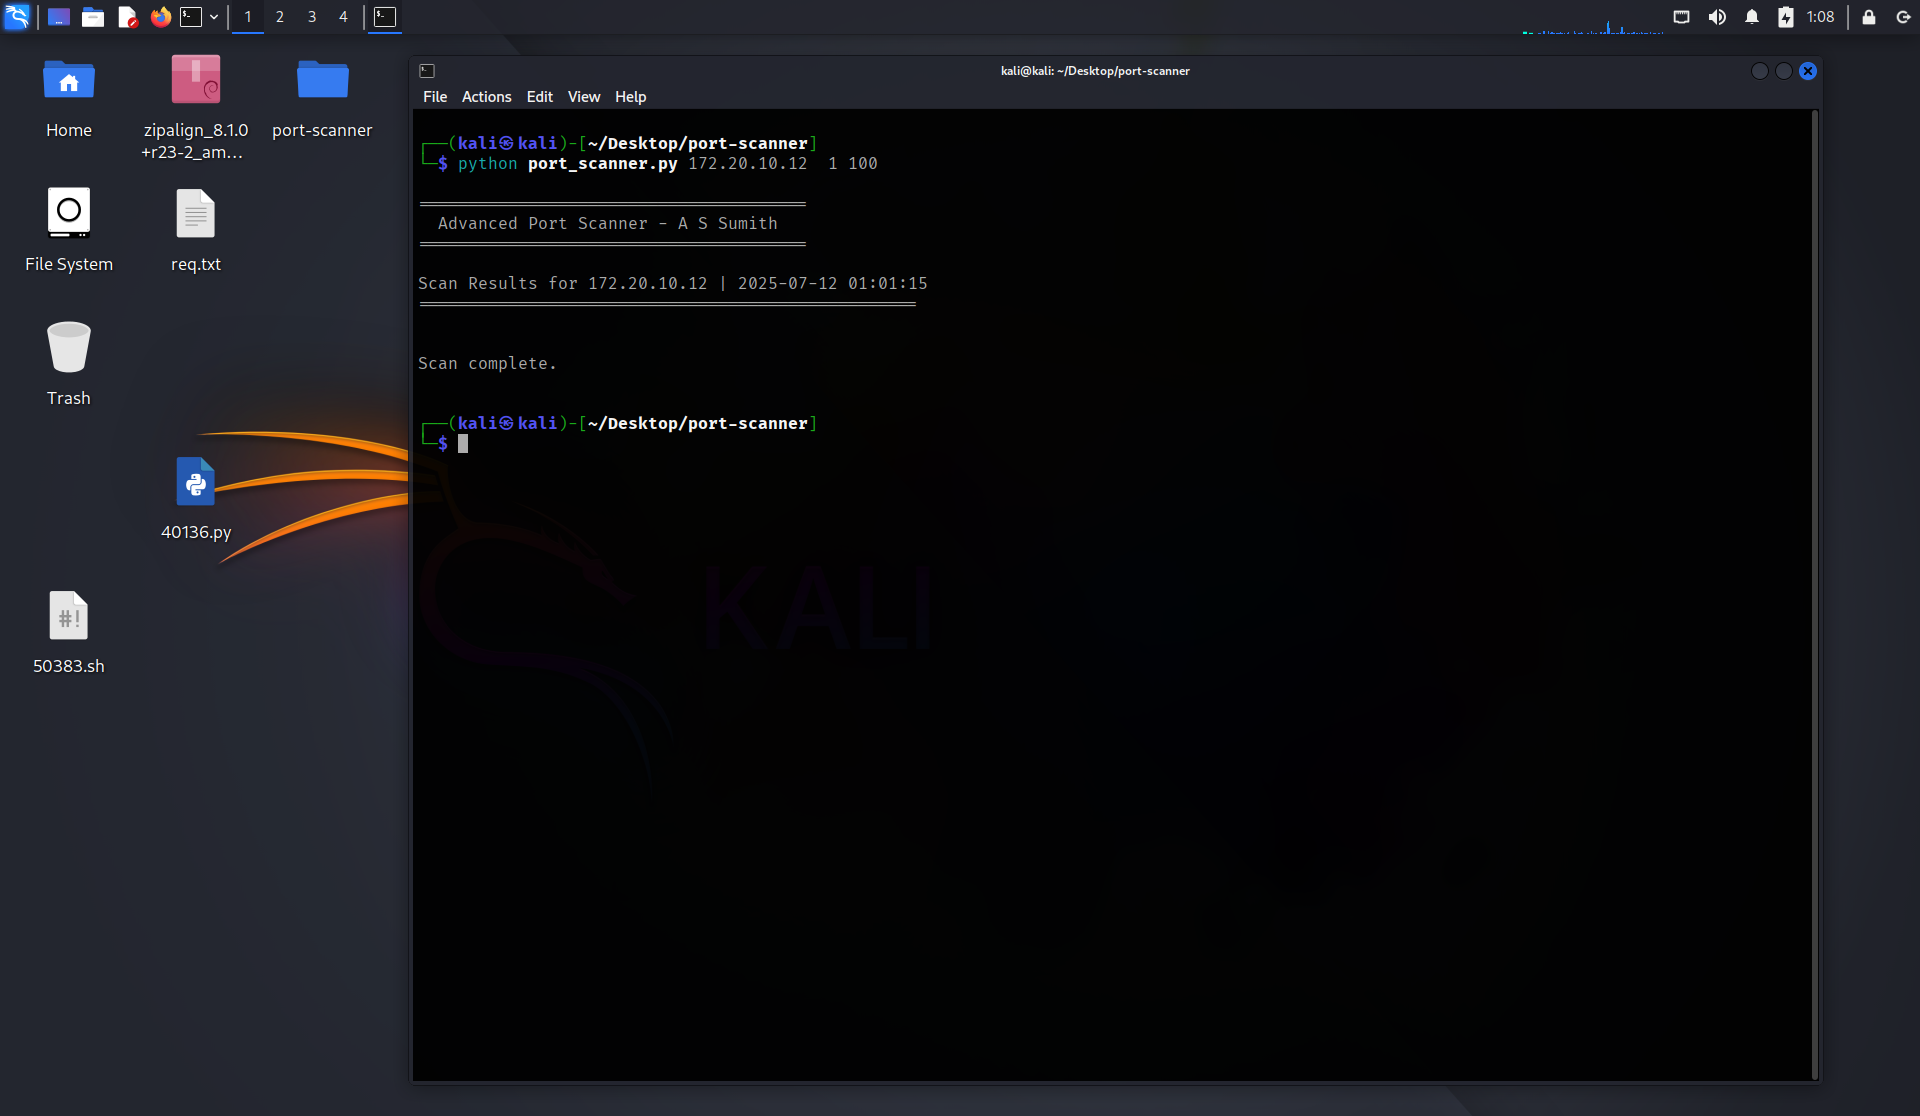 1 2 3 4
1:08
Home
zipalign_8.1.0
+r23-2_am...
port-scanner
File System
req.txt
Trash
40136.py
#!
50383.sh
kali@kali: ~/Desktop/port-scanner
File Actions Edit View Help
┌──(kali㉿kali)-[~/Desktop/port-scanner]
└─$ python port_scanner.py 172.20.10.12  1 100
======================================
Advanced Port Scanner - A S Sumith
======================================
Scan Results for 172.20.10.12 | 2025-07-12 01:01:15
==================================================
Scan complete.
┌──(kali㉿kali)-[~/Desktop/port-scanner]
└─$
KALI